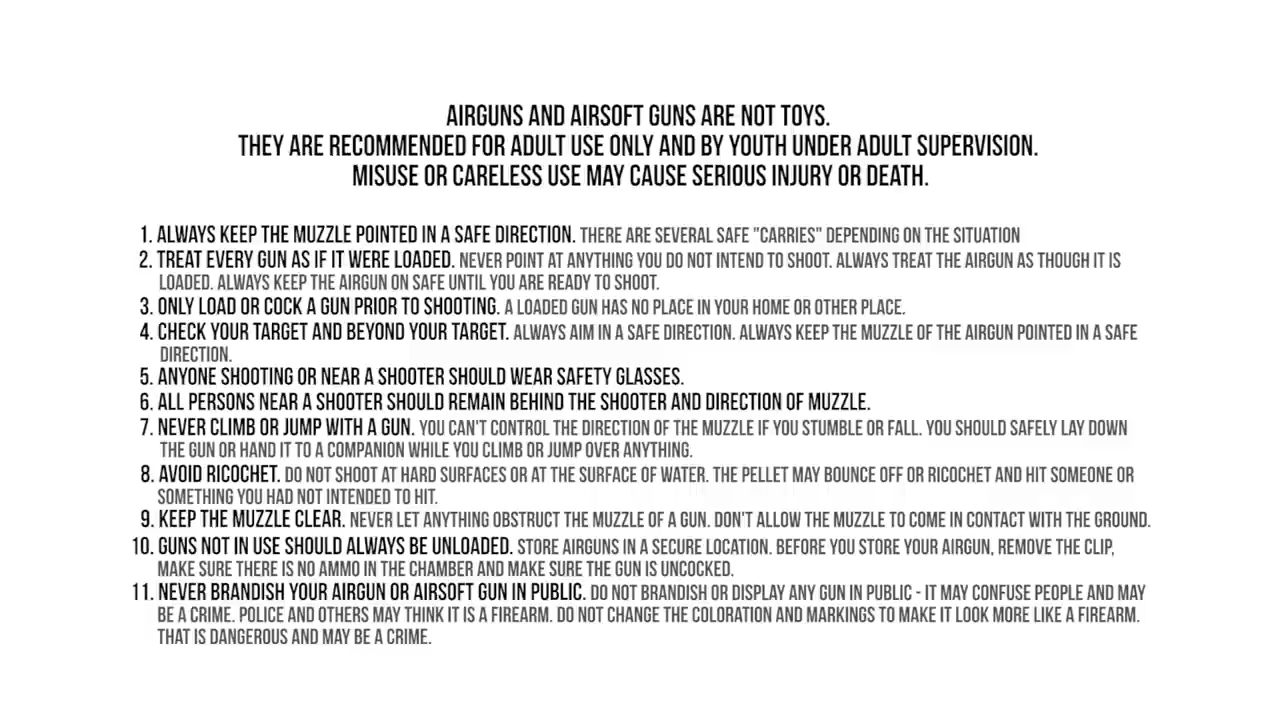 AIRGUNS AND AIRSOFT GUNS ARE NOT TOYS.
THEY ARE RECOMMENDED FOR ADULT USE ONLY AND BY YOUTH UNDER ADULT SUPERVISION.
MISUSE OR CARELESS USE MAY CAUSE SERIOUS INJURY OR DEATH.
1. ALWAYS KEEP THE MUZZLE POINTED IN A SAFE DIRECTION. THERE ARE SEVERAL SAFE "CARRIES" DEPENDING ON THE SITUATION
2. TREAT EVERY GUN AS IF IT WERE LOADED. NEVER POINT AT ANYTHING YOU DO NOT INTEND TO SHOOT. ALWAYS TREAT THE AIRGUN AS THOUGH IT IS
LOADED. ALWAYS KEEP THE AIRGUN ON SAFE UNTIL YOU ARE READY TO SHOOT.
3. ONLY LOAD OR COCK A GUN PRIOR TO SHOOTING. A LOADED GUN HAS NO PLACE IN YOUR HOME OR OTHER PLACE.
4. CHECK YOUR TARGET AND BEYOND YOUR TARGET. ALWAYS AIM IN A SAFE DIRECTION. ALWAYS KEEP THE MUZZLE OF THE AIRGUN POINTED IN A SAFE
DIRECTION.
5. ANYONE SHOOTING OR NEAR A SHOOTER SHOULD WEAR SAFETY GLASSES.
6. ALL PERSONS NEAR A SHOOTER SHOULD REMAIN BEHIND THE SHOOTER AND DIRECTION OF MUZZLE.
7. NEVER CLIMB OR JUMP WITH A GUN. YOU CAN'T CONTROL THE DIRECTION OF THE MUZZLE IF YOU STUMBLE OR FALL. YOU SHOULD SAFELY LAY DOWN
THE GUN OR HAND IT TO A COMPANION WHILE YOU CLIMB OR JUMP OVER ANYTHING.
8. AVOID RICOCHET. DO NOT SHOOT AT HARD SURFACES OR AT THE SURFACE OF WATER. THE PELLET MAY BOUNCE OFF OR RICOCHET AND HIT SOMEONE OR
SOMETHING YOU HAD NOT INTENDED TO HIT.
9. KEEP THE MUZZLE CLEAR. NEVER LET ANYTHING OBSTRUCT THE MUZZLE OF A GUN. DON'T ALLOW THE MUZZLE TO COME IN CONTACT WITH THE GROUND.
10. GUNS NOT IN USE SHOULD ALWAYS BE UNLOADED. STORE AIRGUNS IN A SECURE LOCATION. BEFORE YOU STORE YOUR AIRGUN, REMOVE THE CLIP,
MAKE SURE THERE IS NO AMMO IN THE CHAMBER AND MAKE SURE THE GUN IS UNCOCKED.
11. NEVER BRANDISH YOUR AIRGUN OR AIRSOFT GUN IN PUBLIC. DO NOT BRANDISH OR DISPLAY ANY GUN IN PUBLIC - IT MAY CONFUSE PEOPLE AND MAY
BE A CRIME. POLICE AND OTHERS MAY THINK IT IS A FIREARM. DO NOT CHANGE THE COLORATION AND MARKINGS TO MAKE IT LOOK MORE LIKE A FIREARM.
THAT IS DANGEROUS AND MAY BE A CRIME.